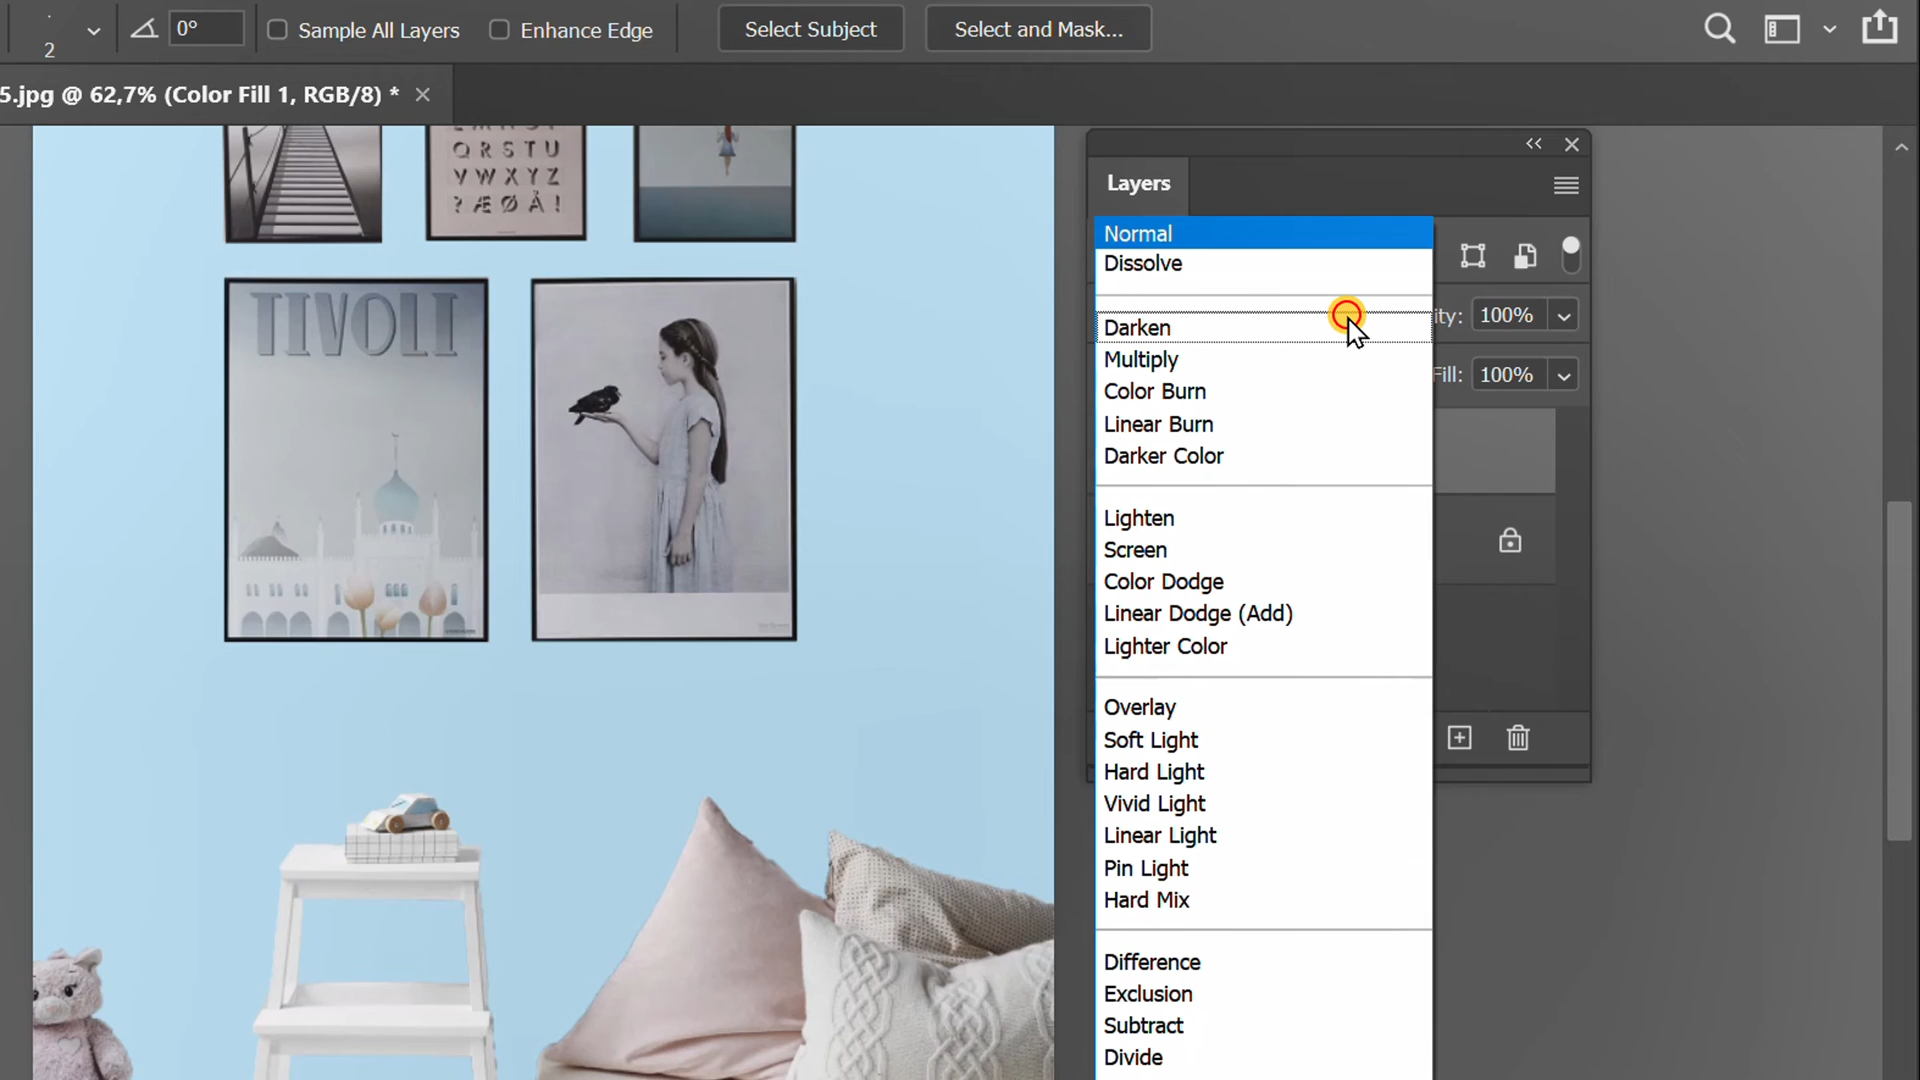 2
0°
Sample All Layers
Enhance Edge
Select Subject
Select and Mask...
5.jpg @ 62,7% (Color Fill 1, RGB/8) *
Layers
Normal
Dissolve
Darken
Multiply
Color Burn
Linear Burn
Darker Color
Lighten
Screen
Color Dodge
Linear Dodge (Add)
Lighter Color
Overlay
Soft Light
Hard Light
Vivid Light
Linear Light
Pin Light
Hard Mix
Difference
Exclusion
Subtract
Divide
ity: 100%
Fill: 100%
Q R S T U
V W X Y Z
? Æ Ø Å !
TIVOLI